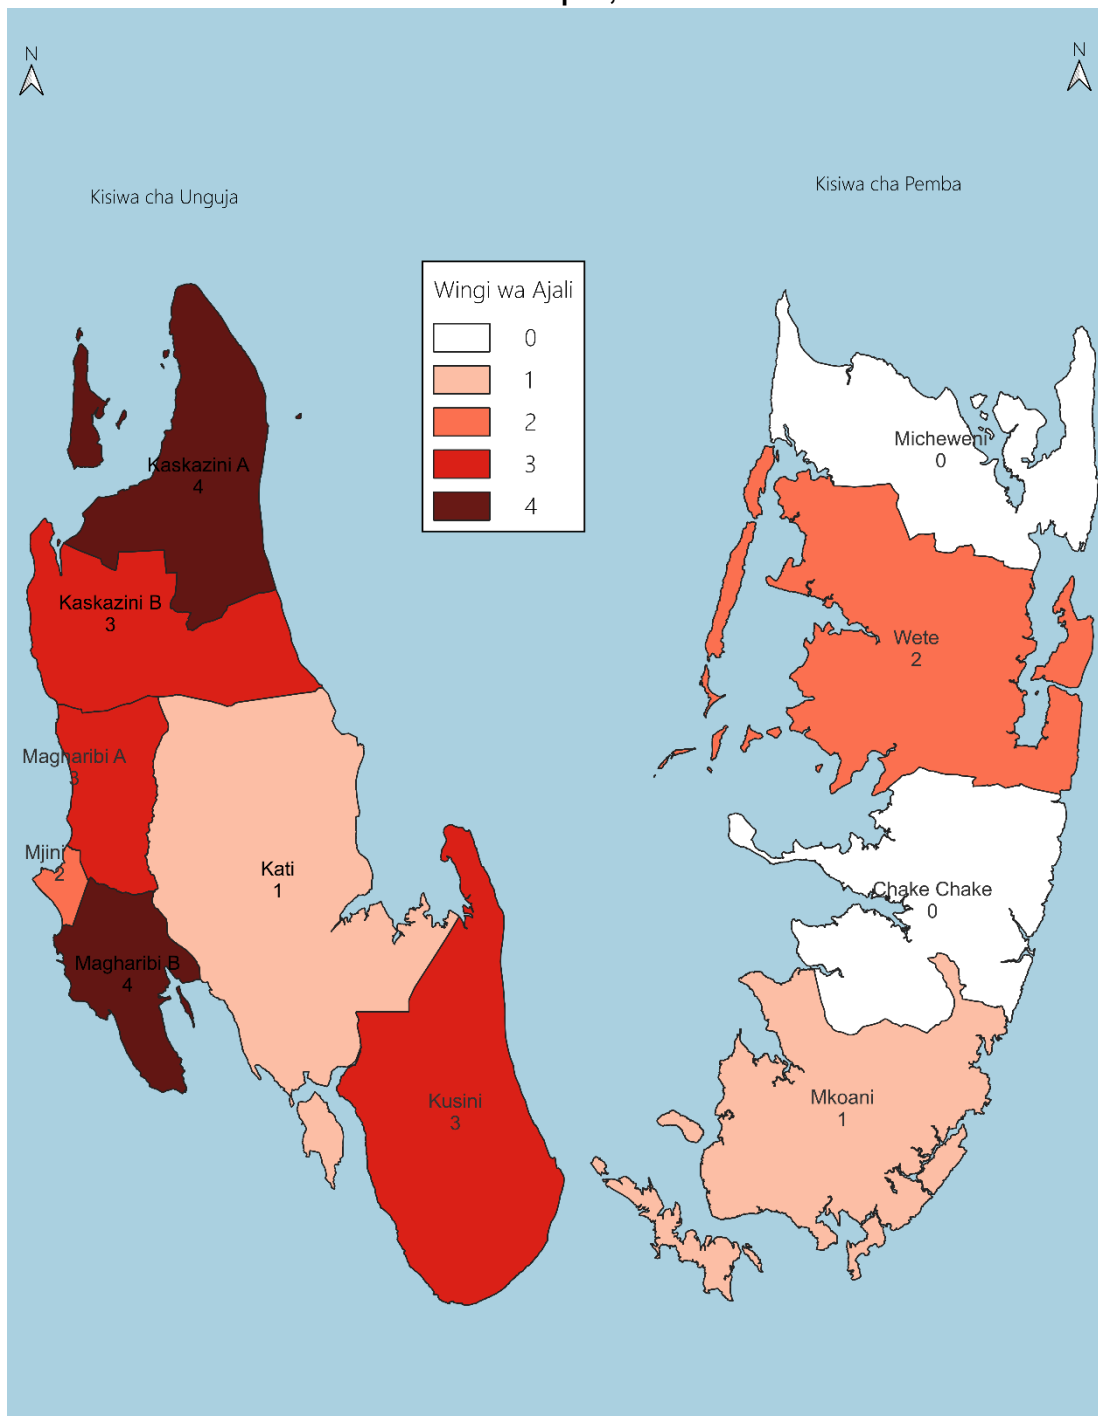 N
N
Kisiwa cha Unguja
Kisiwa cha Pemba
Wingi wa Ajali
0
1
2
3
4
Kaskazini A
4
Kaskazini B
3
Magharibi A
3
Mjini
2
Magharibi B
4
Kati
1
Kusini
3
Micheweni
0
Wete
2
Chake Chake
0
Mkoani
1